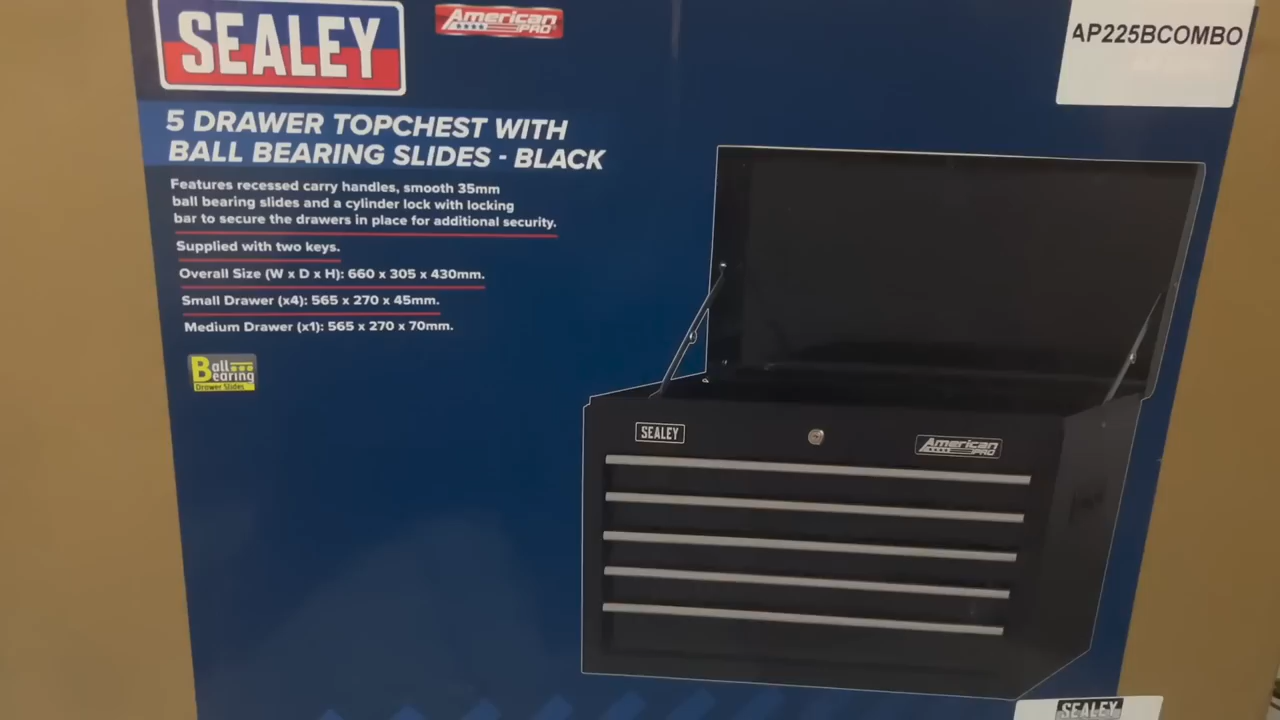 SEALEY
American
PRO
AP225BCOMBO
5 DRAWER TOPCHEST WITH
BALL BEARING SLIDES - BLACK
Features recessed carry handles, smooth 35mm
ball bearing slides and a cylinder lock with locking
bar to secure the drawers in place for additional security.
Supplied with two keys.
Overall Size (W x D x H): 660 x 305 x 430mm.
Small Drawer (x4): 565 x 270 x 45mm.
Medium Drawer (x1): 565 x 270 x 70mm.
Ball
Bearing
Drawer Slides
SEALEY
American
PRO
SEALEY